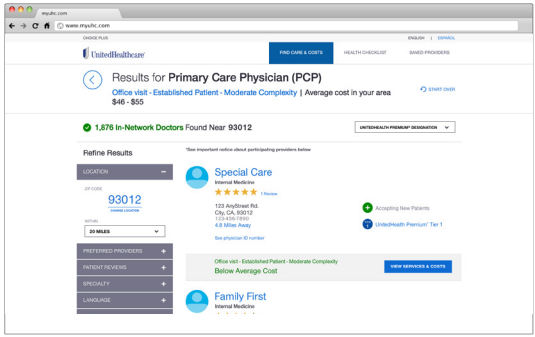 myuhc.com
www.myuhc.com
CHOICE PLUS
ENGLISH | ESPAÑOL
UnitedHealthcare
FIND CARE & COSTS
HEALTH CHECKLIST
SAVED PROVIDERS
Results for Primary Care Physician (PCP)
Office visit - Established Patient - Moderate Complexity | Average cost in your area
$46 - $55
START OVER
1,876 In-Network Doctors Found Near 93012
UNITEDHEALTH PREMIUM® DESIGNATION
Refine Results
*See important notice about participating providers below
LOCATION
ZIP CODE
93012
CHANGE LOCATION
WITHIN
20 MILES
PREFERRED PROVIDERS
PATIENT REVIEWS
SPECIALTY
LANGUAGE
Special Care
Internal Medicine
1 Review
123 AnyStreet Rd.
City, CA, 93012
123-456-7890
4.8 Miles Away
See physician ID number
Accepting New Patients
UnitedHealth Premium® Tier 1
Office visit - Established Patient - Moderate Complexity
Below Average Cost
VIEW SERVICES & COSTS
Family First
Internal Medicine